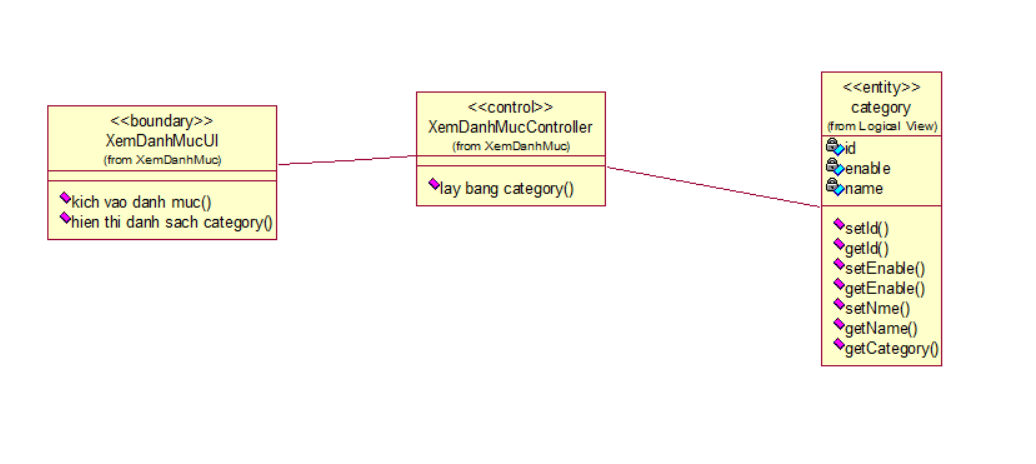 <<boundary>>
XemDanhMucUI
(from XemDanhMuc)
kich vao danh muc()
hien thi danh sach category()
<<control>>
XemDanhMucController
(from XemDanhMuc)
lay bang category()
<<entity>>
category
(from Logical View)
id
enable
name
setId()
getId()
setEnable()
getEnable()
setNme()
getName()
getCategory()